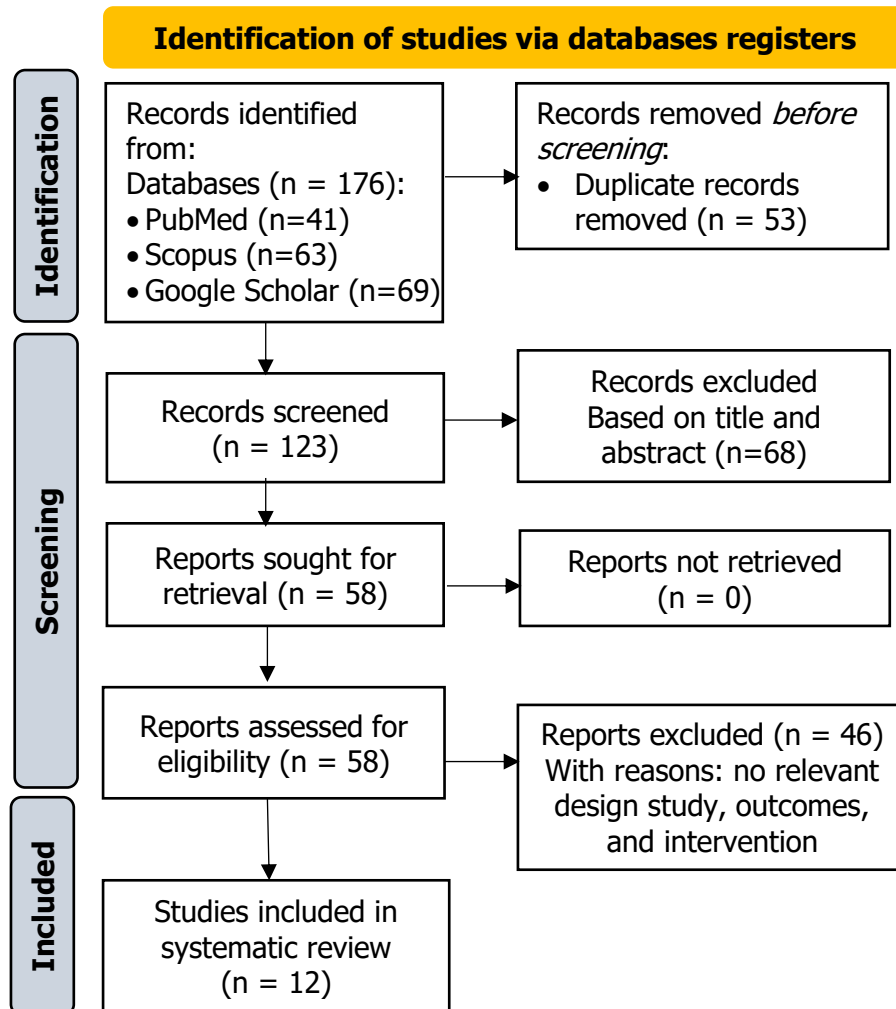 Identification of studies via databases registers
Identification
Records identified
from:
Databases (n = 176):
• PubMed (n=41)
• Scopus (n=63)
• Google Scholar (n=69)
Records removed before
screening:
• Duplicate records
removed (n = 53)
Screening
Records screened
(n = 123)
Records excluded
Based on title and
abstract (n=68)
Reports sought for
retrieval (n = 58)
Reports not retrieved
(n = 0)
Reports assessed for
eligibility (n = 58)
Reports excluded (n = 46)
With reasons: no relevant
design study, outcomes,
and intervention
Included
Studies included in
systematic review
(n = 12)